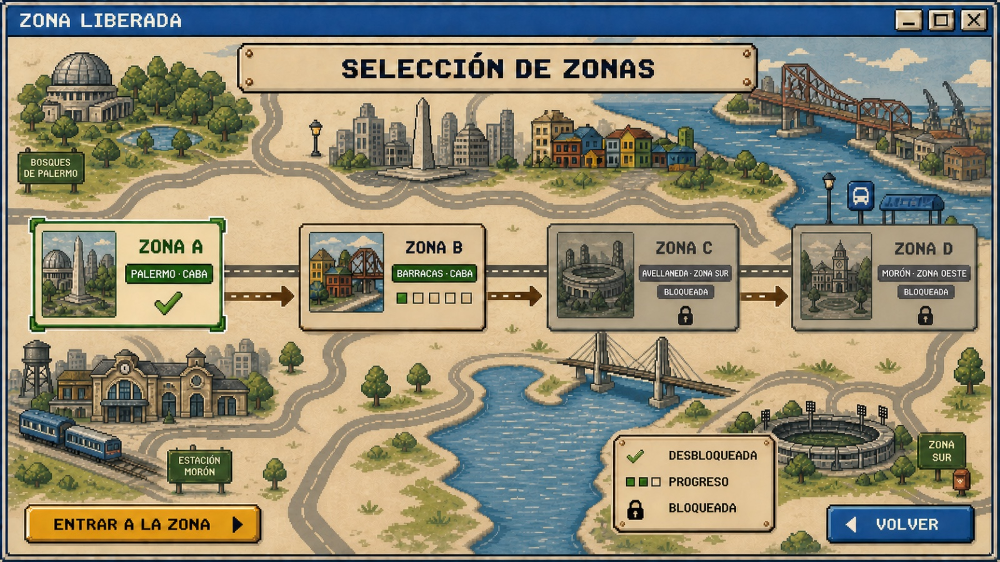 ZONA LIBERADA
SELECCIÓN DE ZONAS
BOSQUES
DE PALERMO
ZONA A
PALERMO · CABA
ZONA B
BARRACAS · CABA
ZONA C
AVELLANEDA · ZONA SUR
BLOQUEADA
ZONA D
MORÓN · ZONA OESTE
BLOQUEADA
ESTACIÓN
MORÓN
ZONA
SUR
DESBLOQUEADA
PROGRESO
BLOQUEADA
ENTRAR A LA ZONA
VOLVER